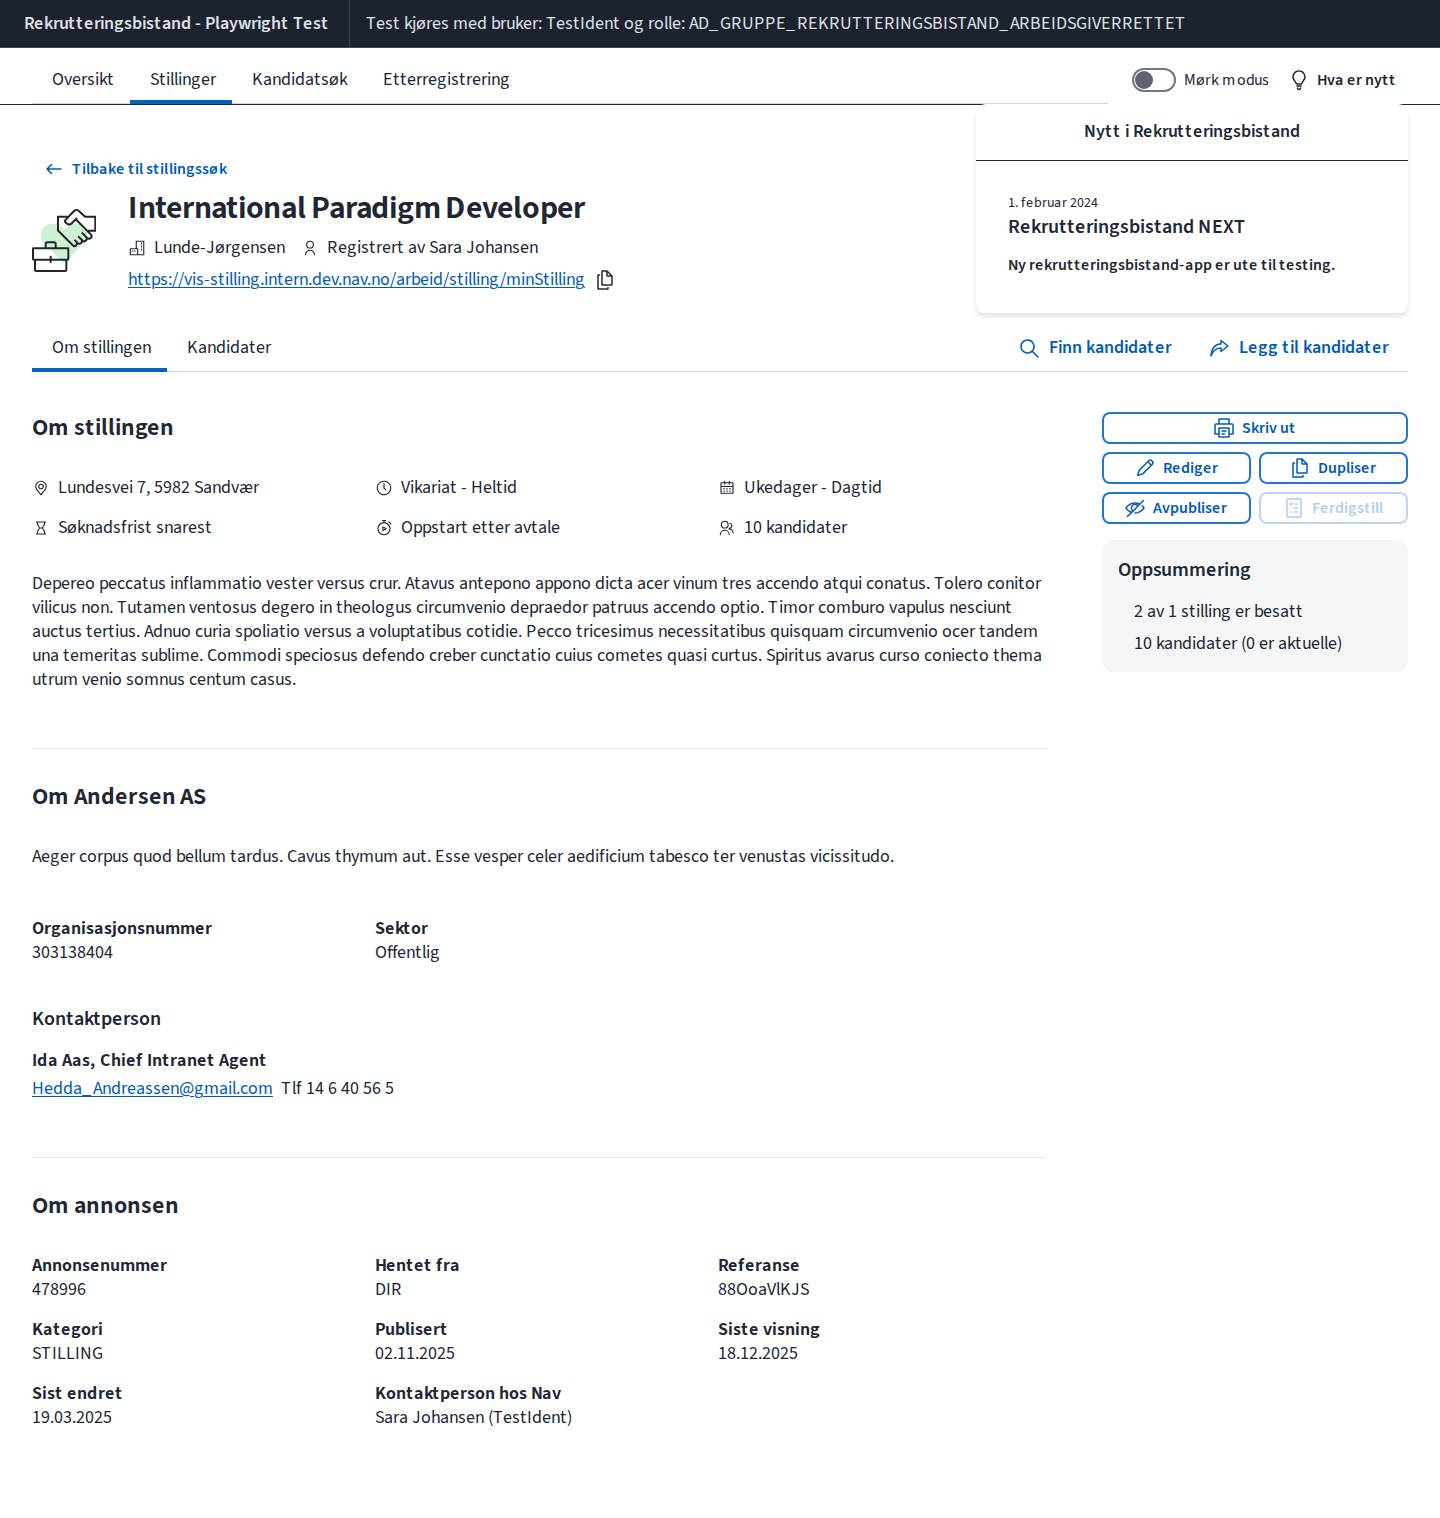 Rekrutteringsbistand - Playwright Test
Test kjøres med bruker: TestIdent og rolle: AD_GRUPPE_REKRUTTERINGSBISTAND_ARBEIDSGIVERRETTET
Oversikt
Stillinger
Kandidatsøk
Etterregistrering
Mørk modus
Hva er nytt
Nytt i Rekrutteringsbistand
1. februar 2024
Rekrutteringsbistand NEXT
Ny rekrutteringsbistand-app er ute til testing.
Tilbake til stillingssøk
International Paradigm Developer
Lunde-Jørgensen
Registrert av Sara Johansen
https://vis-stilling.intern.dev.nav.no/arbeid/stilling/minStilling
Om stillingen
Kandidater
Finn kandidater
Legg til kandidater
Om stillingen
Lundesvei 7, 5982 Sandvær
Vikariat - Heltid
Ukedager - Dagtid
Søknadsfrist snarest
Oppstart etter avtale
10 kandidater
Depereo peccatus inflammatio vester versus crur. Atavus antepono appono dicta acer vinum tres accendo atqui conatus. Tolero conitor
vilicus non. Tutamen ventosus degero in theologus circumvenio depraedor patruus accendo optio. Timor comburo vapulus nesciunt
auctus tertius. Adnuo curia spoliatio versus a voluptatibus cotidie. Pecco tricesimus necessitatibus quisquam circumvenio ocer tandem
una temeritas sublime. Commodi speciosus defendo creber cunctatio cuius cometes quasi curtus. Spiritus avarus curso coniecto thema
utrum venio somnus centum casus.
Skriv ut
Rediger
Dupliser
Avpubliser
Ferdigstill
Oppsummering
2 av 1 stilling er besatt
10 kandidater (0 er aktuelle)
Om Andersen AS
Aeger corpus quod bellum tardus. Cavus thymum aut. Esse vesper celer aedificium tabesco ter venustas vicissitudo.
Organisasjonsnummer
303138404
Sektor
Offentlig
Kontaktperson
Ida Aas, Chief Intranet Agent
Hedda_Andreassen@gmail.com Tlf 14 6 40 56 5
Om annonsen
Annonsenummer
478996
Hentet fra
DIR
Referanse
88OoaVlKJS
Kategori
STILLING
Publisert
02.11.2025
Siste visning
18.12.2025
Sist endret
19.03.2025
Kontaktperson hos Nav
Sara Johansen (TestIdent)